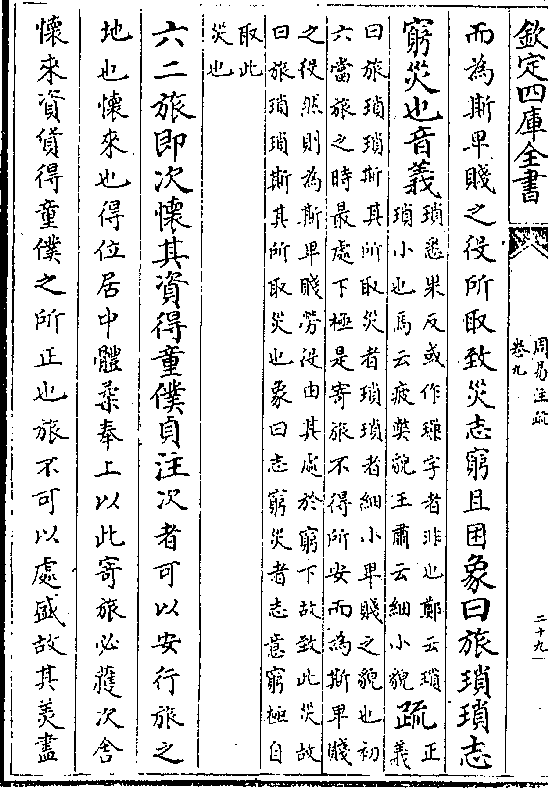 欽定四庫全書
周易注疏
卷九
二十九
而為斯卑賤之役所取致災志窮且困象曰旅瑣瑣志
窮災也音義
瑣悉果反或作璅字者非也鄭云瑣
小也馬云疲弊貌王肅云細小貌
疏
正
義
曰旅瑣瑣斯其所取災者瑣瑣者細小卑賤之貌也初
六當旅之時最處下極是寄旅不得所安而為斯卑賤
之役然則為斯卑賤勞役由其處於窮下故致此災故
曰旅瑣瑣斯其所取災也象曰志窮災者志意窮極自
取此
災也
六二旅即次懷其資得童僕貞注次者可以安行旅之
地也懷來也得位居中體柔奉上以此寄旅必獲次舍
懷來資貨得童僕之所正也旅不可以處盛故其美盡